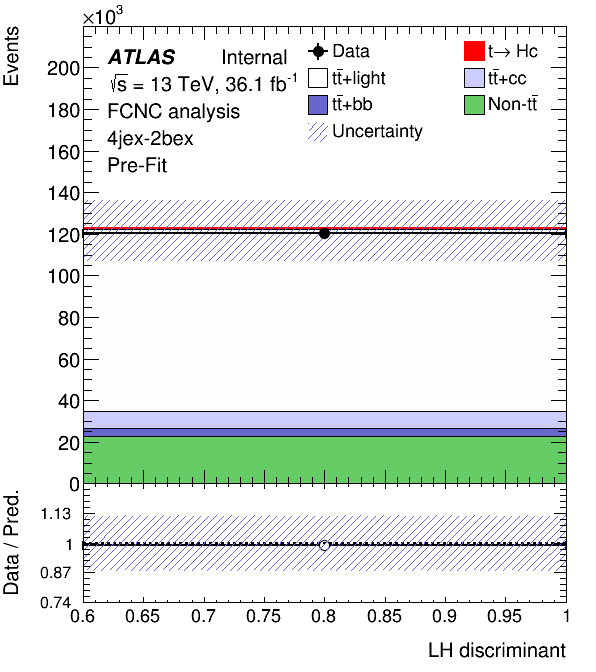 ×10³
Events
ATLAS Internal
√s = 13 TeV, 36.1 fb⁻¹
FCNC analysis
4jex-2bex
Pre-Fit
Data
t→ Hc
tt̄+light
tt̄+cc
tt̄+bb
Non-tt̄
Uncertainty
200
180
160
140
120
100
80
60
40
20
0
Data / Pred.
1.13
1
0.87
0.74
0.6 0.65 0.7 0.75 0.8 0.85 0.9 0.95 1
LH discriminant